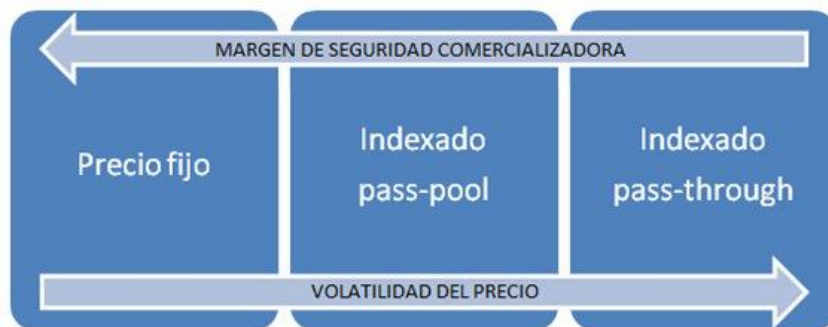 MARGEN DE SEGURIDAD COMERCIALIZADORA
Precio fijo
Indexado
pass-pool
Indexado
pass-through
VOLATILIDAD DEL PRECIO